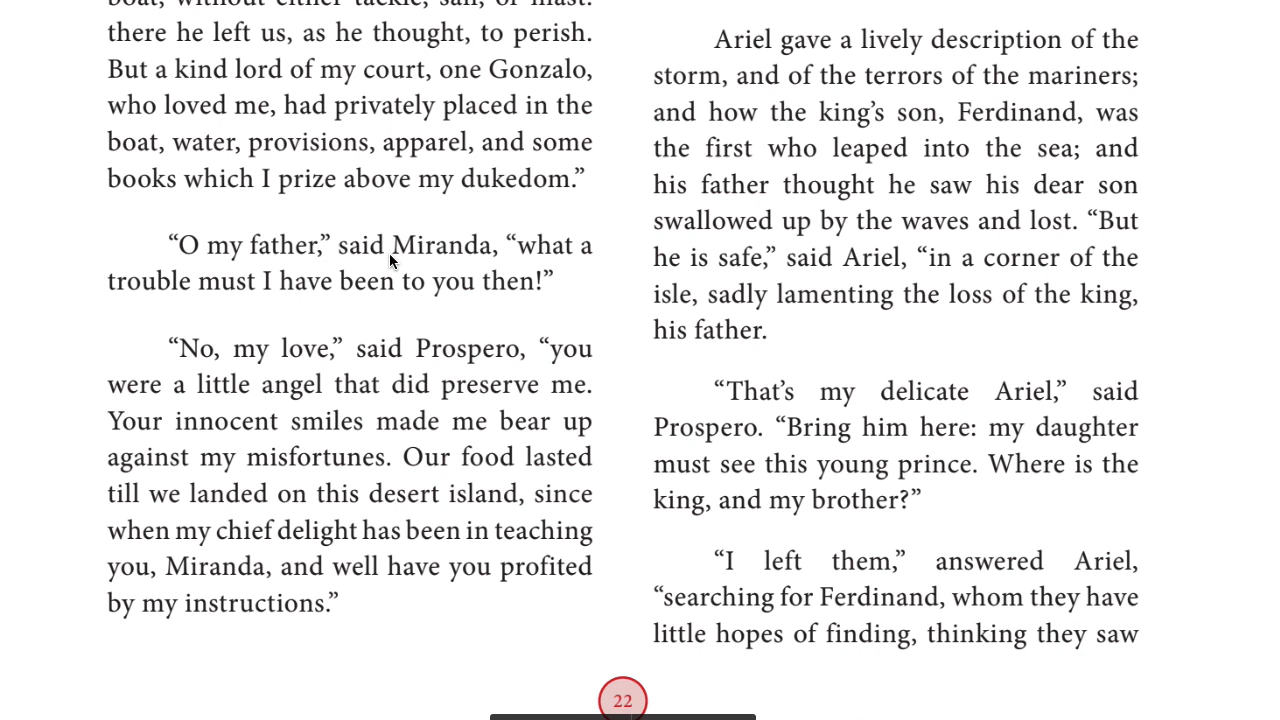 boat, without either tackle, sail, or mast:
there he left us, as he thought, to perish.
But a kind lord of my court, one Gonzalo,
who loved me, had privately placed in the
boat, water, provisions, apparel, and some
books which I prize above my dukedom.”
“O my father,” said Miranda, “what a
trouble must I have been to you then!”
“No, my love,” said Prospero, “you
were a little angel that did preserve me.
Your innocent smiles made me bear up
against my misfortunes. Our food lasted
till we landed on this desert island, since
when my chief delight has been in teaching
you, Miranda, and well have you profited
by my instructions.”
Ariel gave a lively description of the
storm, and of the terrors of the mariners;
and how the king’s son, Ferdinand, was
the first who leaped into the sea; and
his father thought he saw his dear son
swallowed up by the waves and lost. “But
he is safe,” said Ariel, “in a corner of the
isle, sadly lamenting the loss of the king,
his father.
“That’s my delicate Ariel,” said
Prospero. “Bring him here: my daughter
must see this young prince. Where is the
king, and my brother?”
“I left them,” answered Ariel,
“searching for Ferdinand, whom they have
little hopes of finding, thinking they saw
22